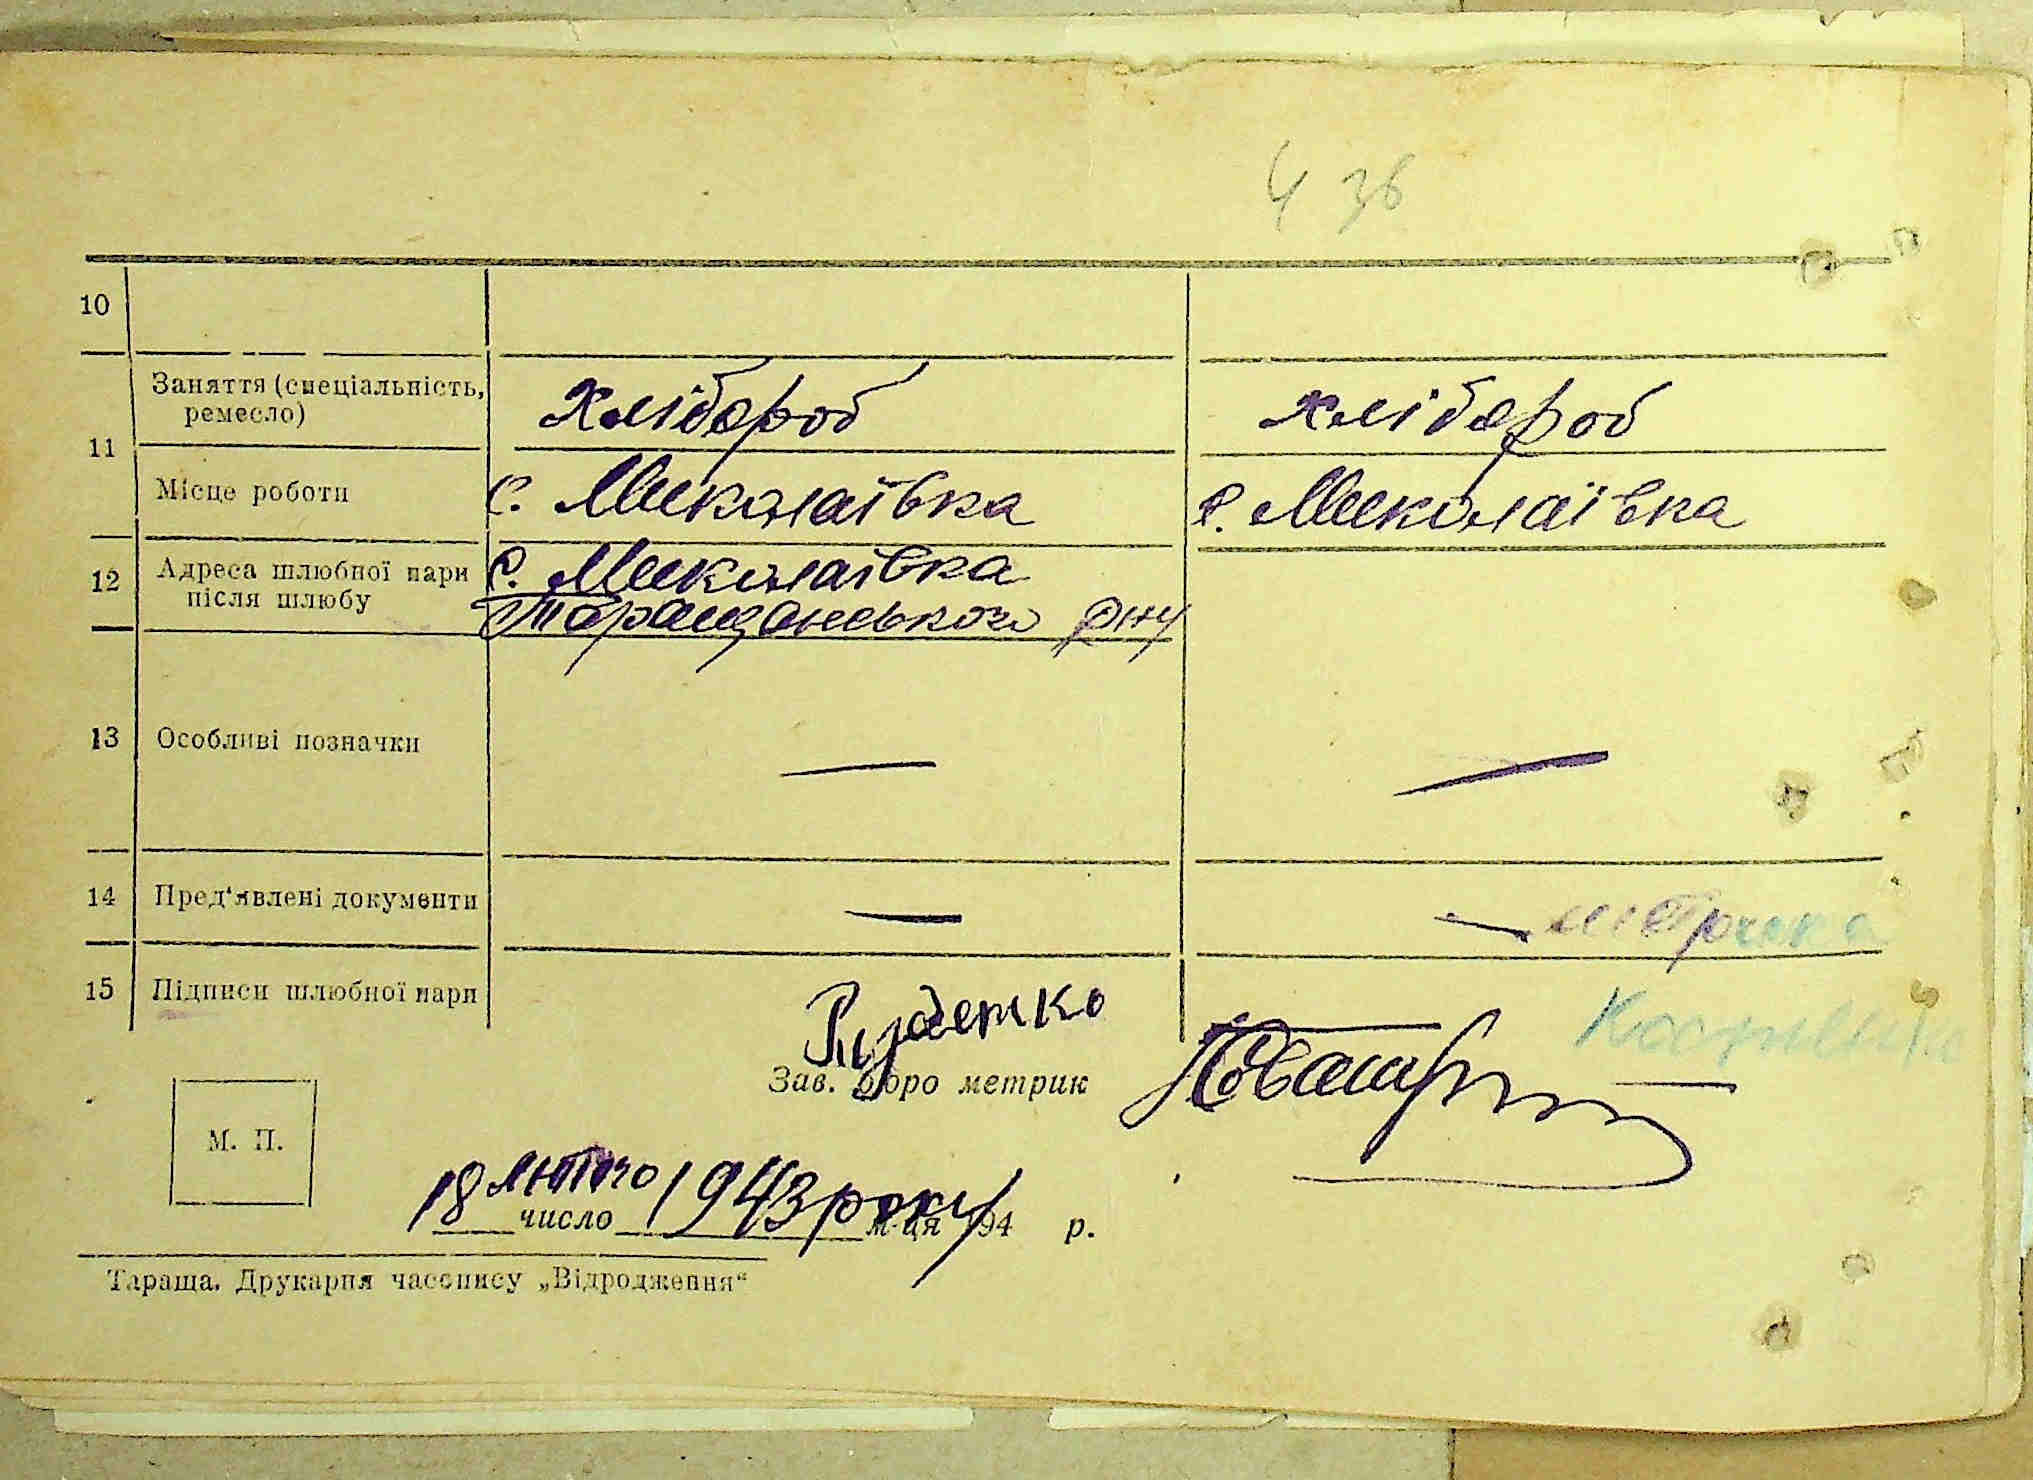 4 36
10
Заняття (спеціальність, ремесло) Хлібороб хлібороб
11
Місце роботи с. Миколаївка с. Миколаївка
12 Адреса шлюбної пари після шлюбу с. Миколаївка
Таращанського р-ну
13 Особливі позначки — —
14 Пред'явлені документи — — метрика
15 Підписи шлюбної пари Руденко
Зав. бюро метрик
М. П.
18 лютого 1943 року
число м-ця 194 р.
Тараща. Друкарня часопису „Відродження“